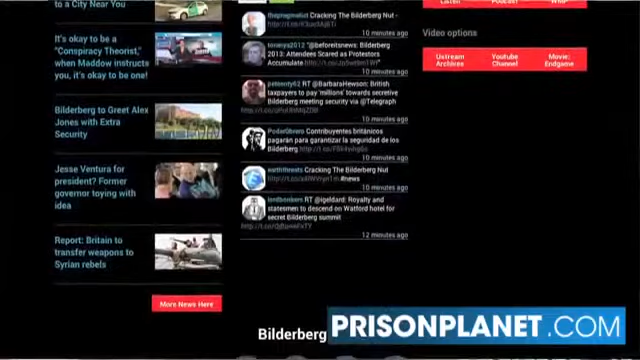 to a City Near You
It's okay to be a
"Conspiracy Theorist,"
when Maddow instructs
you, it's okay to be one!
Bilderberg to Greet Alex
Jones with Extra
Security
Jesse Ventura for
president? Former
governor toying with
idea
Report: Britain to
transfer weapons to
Syrian rebels
More News Here
Cracking The Bilderberg Nut -
10 minutes ago
"@beforeitsnews: Bilderberg
2013: Attendees Scared as Protestors
Accumulate
10 minutes ago
RT @BarbaraHewson: British
taxpayers to pay 'millions' towards secretive
Bilderberg meeting security via @Telegraph
10 minutes ago
Contribuyentes británicos
pagarán para garantizar la seguridad de los
Bilderberg
10 minutes ago
Cracking The Bilderberg Nut
#news
10 minutes ago
RT @igeldard: Royalty and
statesmen to descend on Watford hotel for
secret Bilderberg summit
12 minutes ago
Listen
Podcast
Video options
Ustream
Archives
Youtube
Channel
Movie:
Endgame
Bilderberg
PRISONPLANET.COM